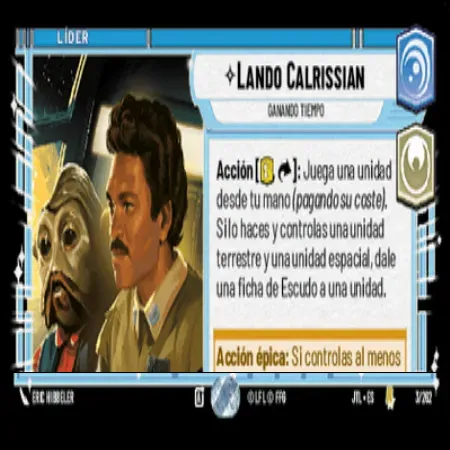 LÍDER
LANDO CALRISSIAN
GANANDO TIEMPO
Acción [1 ]: Juega una unidad
desde tu mano (pagando su coste).
Si lo haces y controlas una unidad
terrestre y una unidad espacial, dale
una ficha de Escudo a una unidad.
Acción épica: Si controlas al menos
ERIC HIBBELER
© LFL © FFG
JTL • ES
3/262